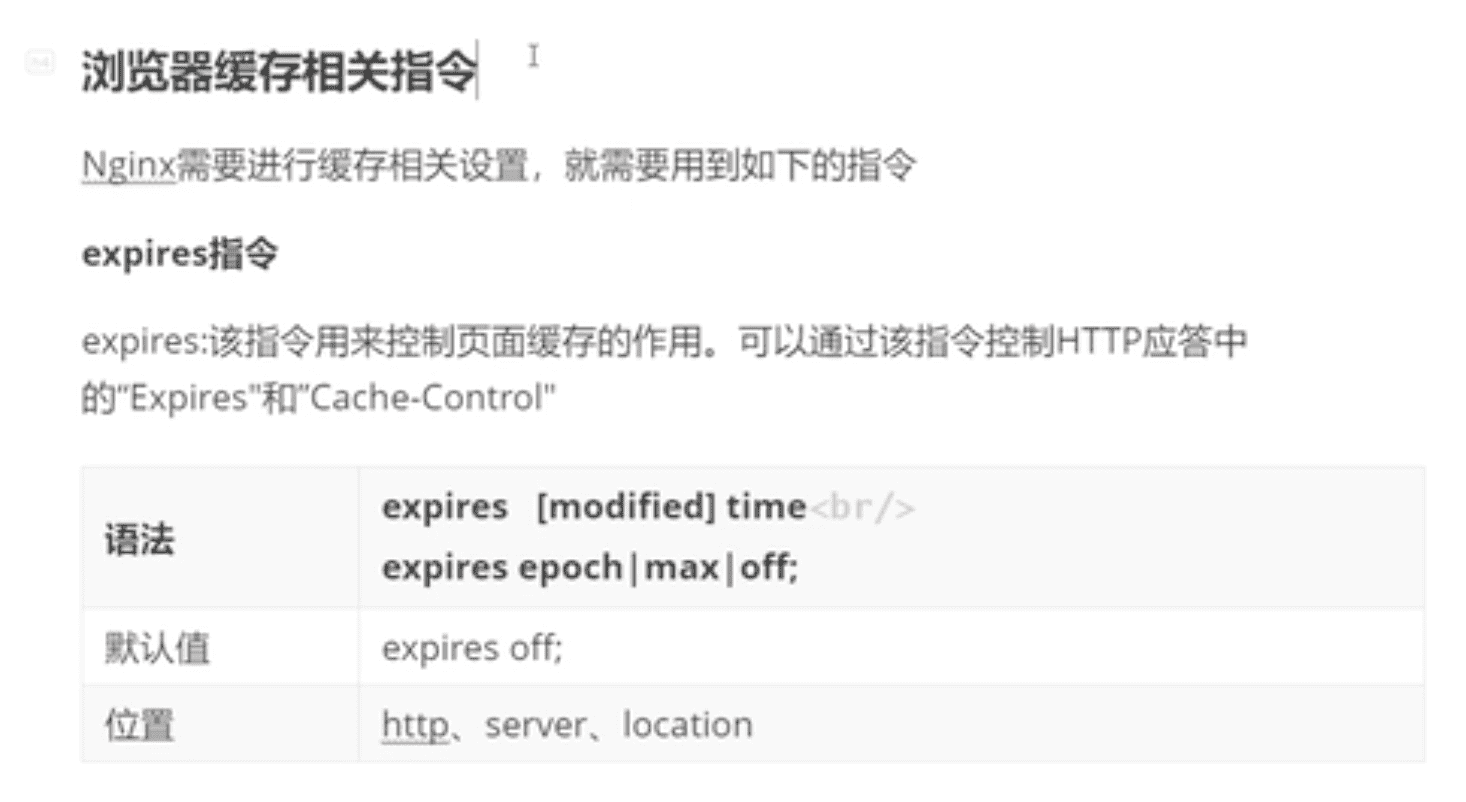 浏览器缓存相关指令
Nginx需要进行缓存相关设置，就需要用到如下的指令
expires指令
expires:该指令用来控制页面缓存的作用。可以通过该指令控制HTTP应答中
的“Expires"和”Cache-Control"
语法
expires [modified] time<br/>
expires epoch|max|off;
默认值
expires off;
位置
http、server、location